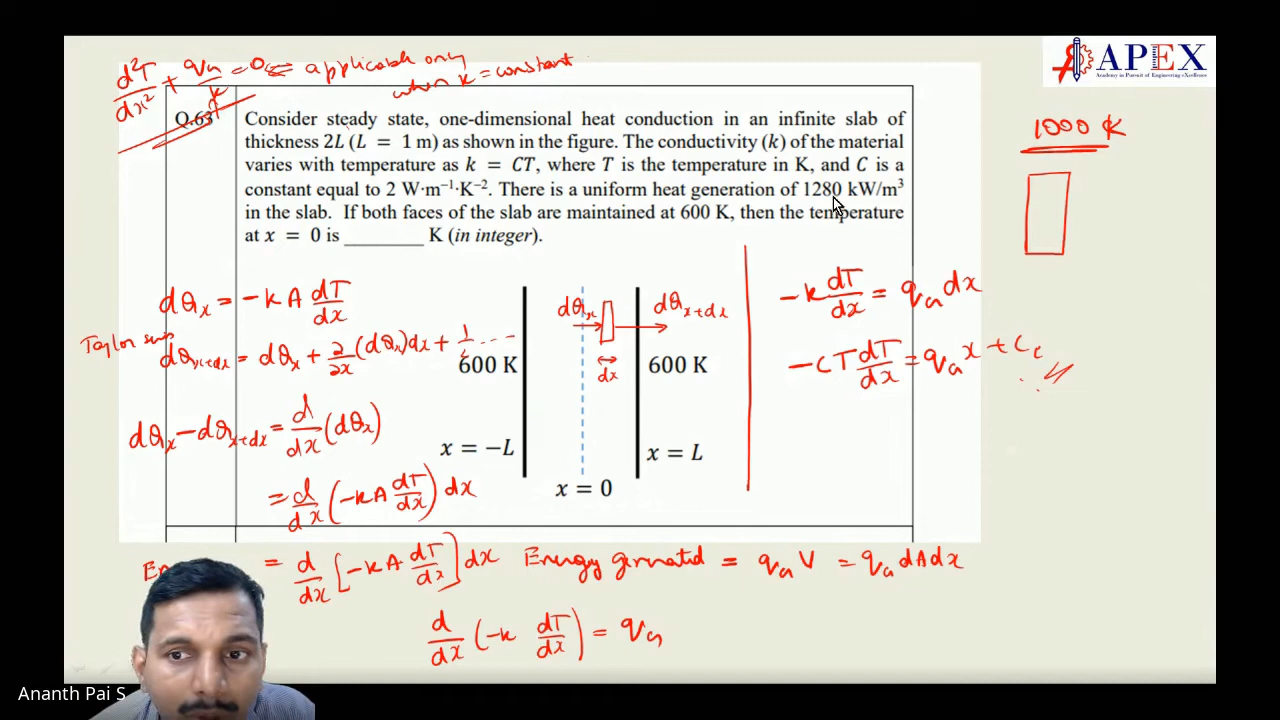 d²T/dx² + q_G/k = 0 ⇐ applicable only
when k = constant
APEX
Academy in Pursuit of Engineering eXcellence
1000 K
Q.63 Consider steady state, one-dimensional heat conduction in an infinite slab of
thickness 2L (L = 1 m) as shown in the figure. The conductivity (k) of the material
varies with temperature as k = CT, where T is the temperature in K, and C is a
constant equal to 2 W·m⁻¹·K⁻². There is a uniform heat generation of 1280 kW/m³
in the slab. If both faces of the slab are maintained at 600 K, then the temperature
at x = 0 is ________ K (in integer).
dQx = -kA dT/dx
Taylor series
dQx+dx = dQx + ∂/∂x (dQx)dx + 1/ ....
dQx - dQx+dx = d/dx (dQx)
= d/dx (-kA dT/dx) dx
dQx
dQx+dx
dx
600 K
600 K
x = -L
x = L
x = 0
-k dT/dx = q_G dx
-CT dT/dx = q_G x + C₁
= d/dx [-kA dT/dx] dx
Energy generated = q_G V = q_G dA dx
d/dx (-k dT/dx) = q_G
Ananth Pai S